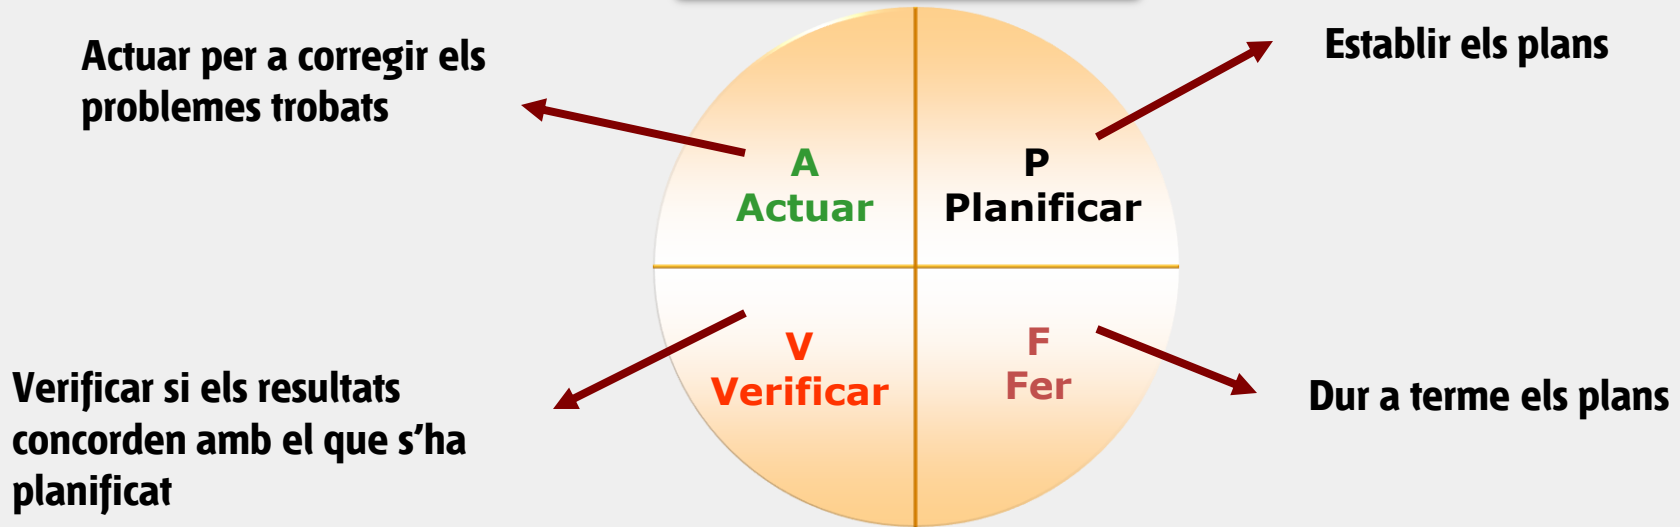 Actuar per a corregir els
problemes trobats
Establir els plans
A
Actuar
P
Planificar
V
Verificar
F
Fer
Verificar si els resultats
concorden amb el que s’ha
planificat
Dur a terme els plans